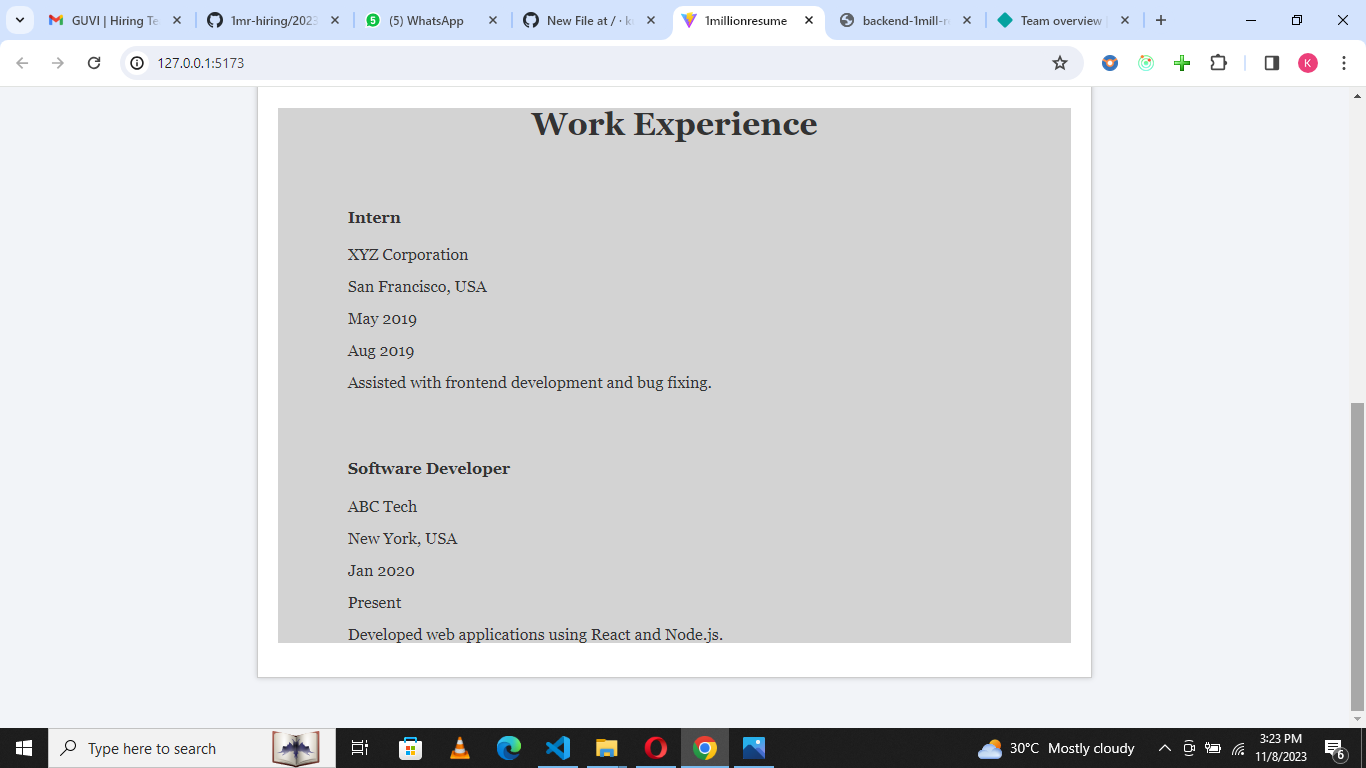 GUVI | Hiring Te
1mr-hiring/2023
(5) WhatsApp
New File at / · k
1millionresume
backend-1mill-r
Team overview |
127.0.0.1:5173
K
Work Experience
Intern
XYZ Corporation
San Francisco, USA
May 2019
Aug 2019
Assisted with frontend development and bug fixing.
Software Developer
ABC Tech
New York, USA
Jan 2020
Present
Developed web applications using React and Node.js.
Type here to search
30°C Mostly cloudy
3:23 PM
11/8/2023
6